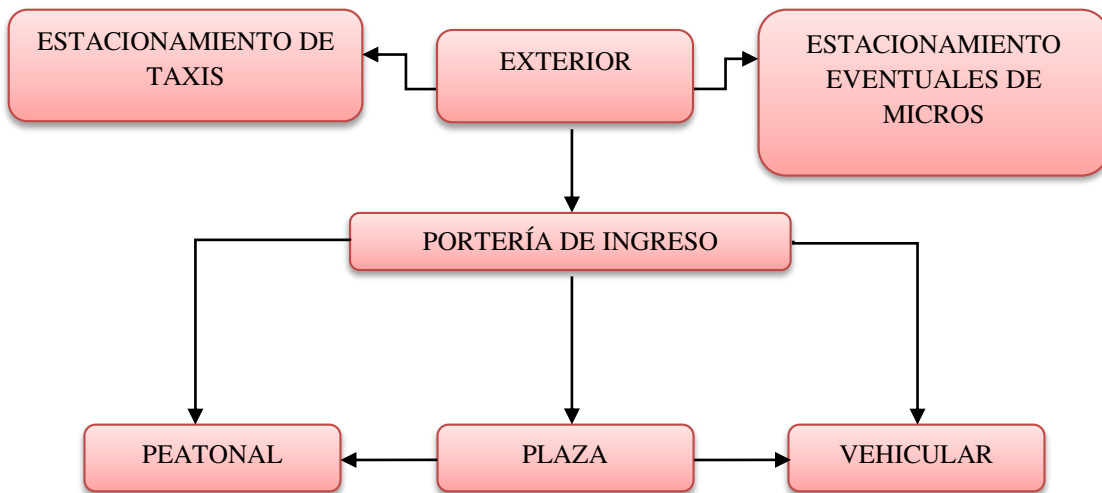 ESTACIONAMIENTO DE
TAXIS
EXTERIOR
ESTACIONAMIENTO
EVENTUALES DE
MICROS
PORTERÍA DE INGRESO
PEATONAL
PLAZA
VEHICULAR